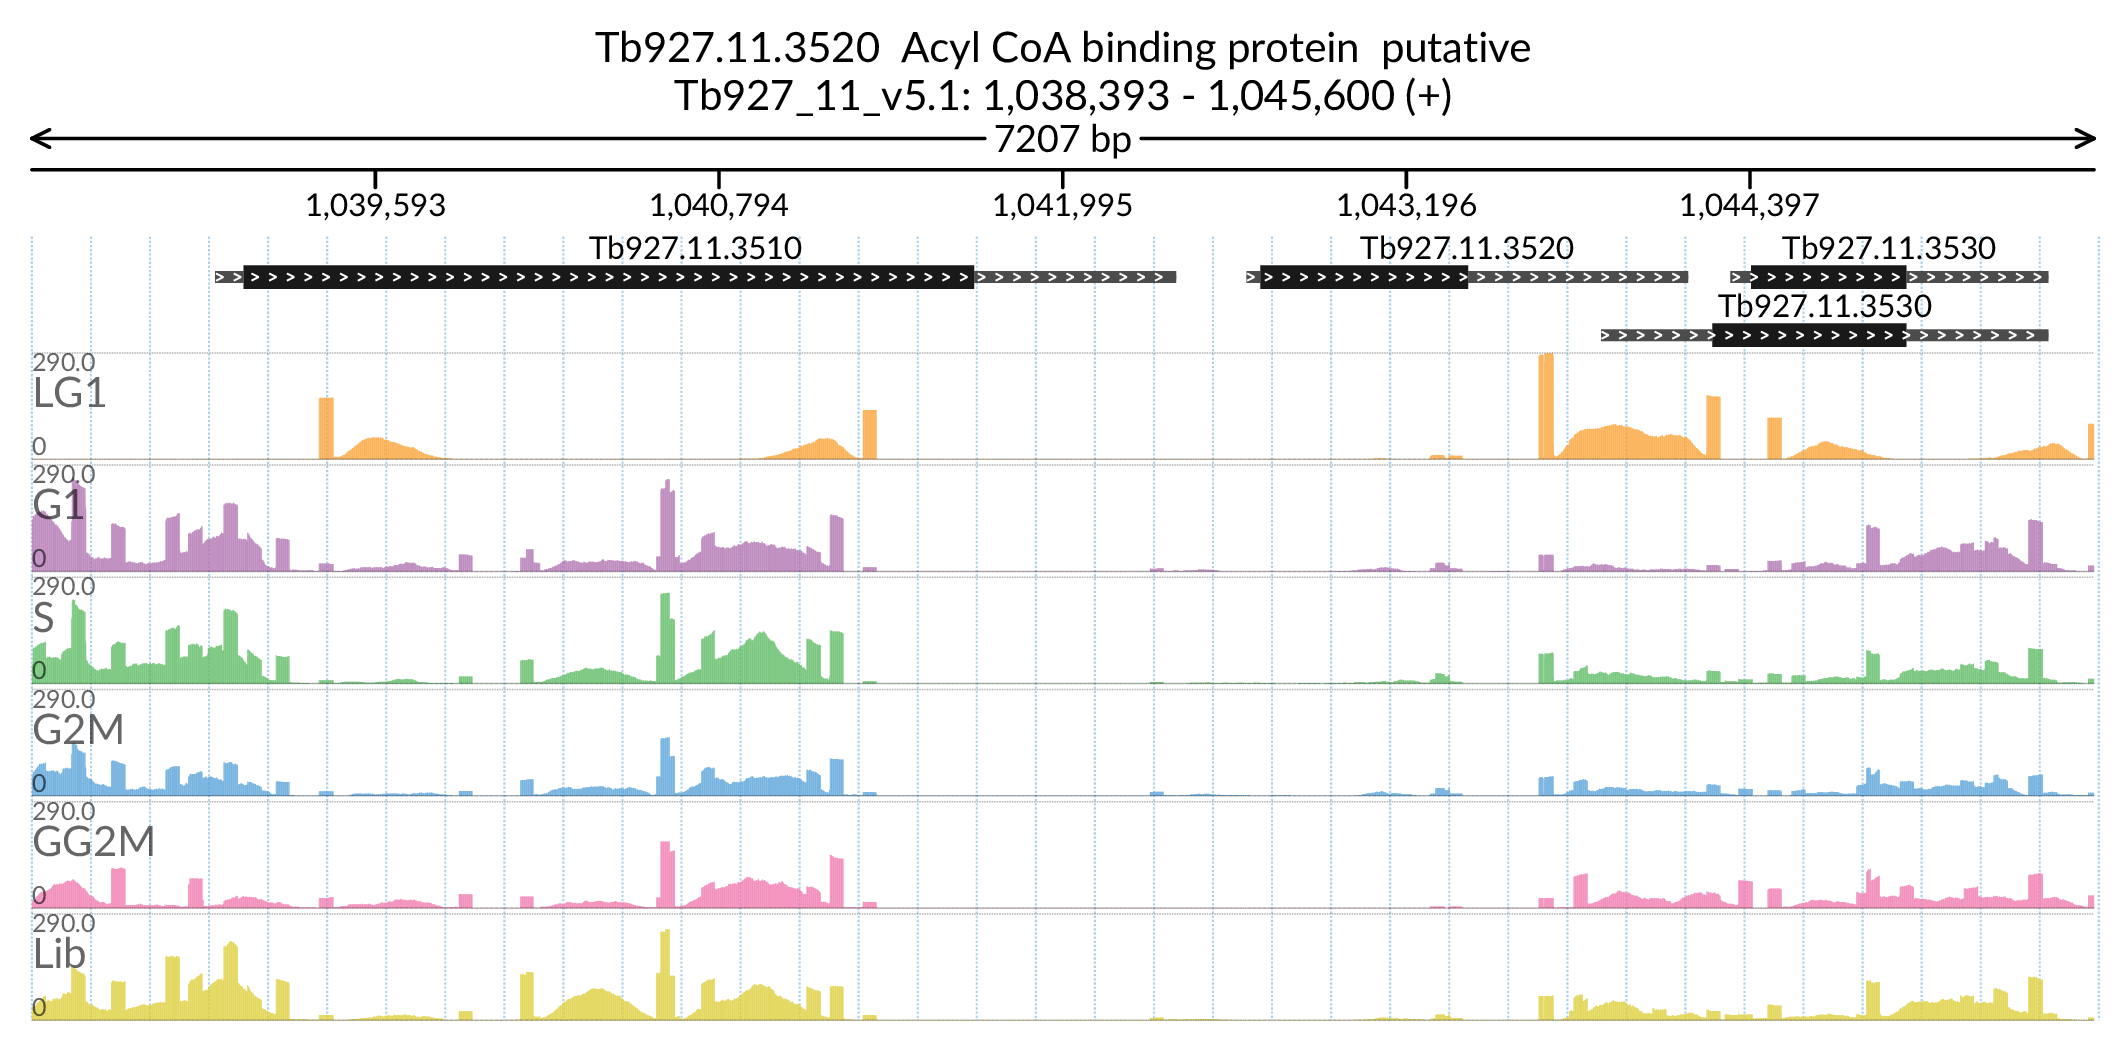 Tb927.11.3520  Acyl CoA binding protein  putative
Tb927_11_v5.1: 1,038,393 - 1,045,600 (+)
7207 bp
1,039,593 1,040,794 1,041,995 1,043,196 1,044,397
Tb927.11.3510 Tb927.11.3520 Tb927.11.3530
Tb927.11.3530
290.0
LG1
0
290.0
G1
0
290.0
S
0
290.0
G2M
0
290.0
GG2M
0
290.0
Lib
0